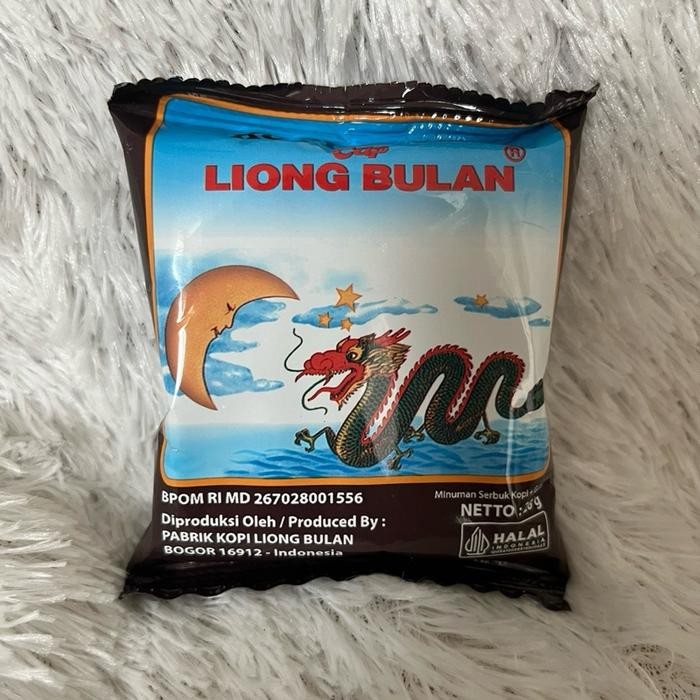 Cap
LIONG BULAN ®
BPOM RI MD 267028001556
Diproduksi Oleh / Produced By :
PABRIK KOPI LIONG BULAN
BOGOR 16912 - Indonesia
Minuman Serbuk Kopi +
NETTO :
HALAL
INDONESIA